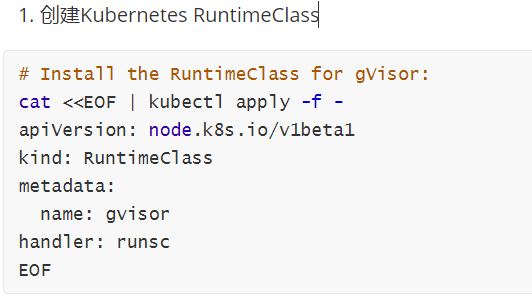 1. 创建Kubernetes RuntimeClass
# Install the RuntimeClass for gVisor:
cat <<EOF | kubectl apply -f -
apiVersion: node.k8s.io/v1beta1
kind: RuntimeClass
metadata:
  name: gvisor
handler: runsc
EOF